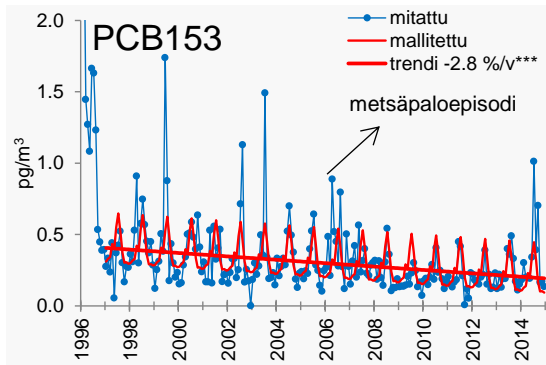 PCB153
mitattu
mallitettu
trendi -2.8 %/v***
metsäpaloepisodi
pg/m³
2.0
1.5
1.0
0.5
0.0
1996
1998
2000
2002
2004
2006
2008
2010
2012
2014